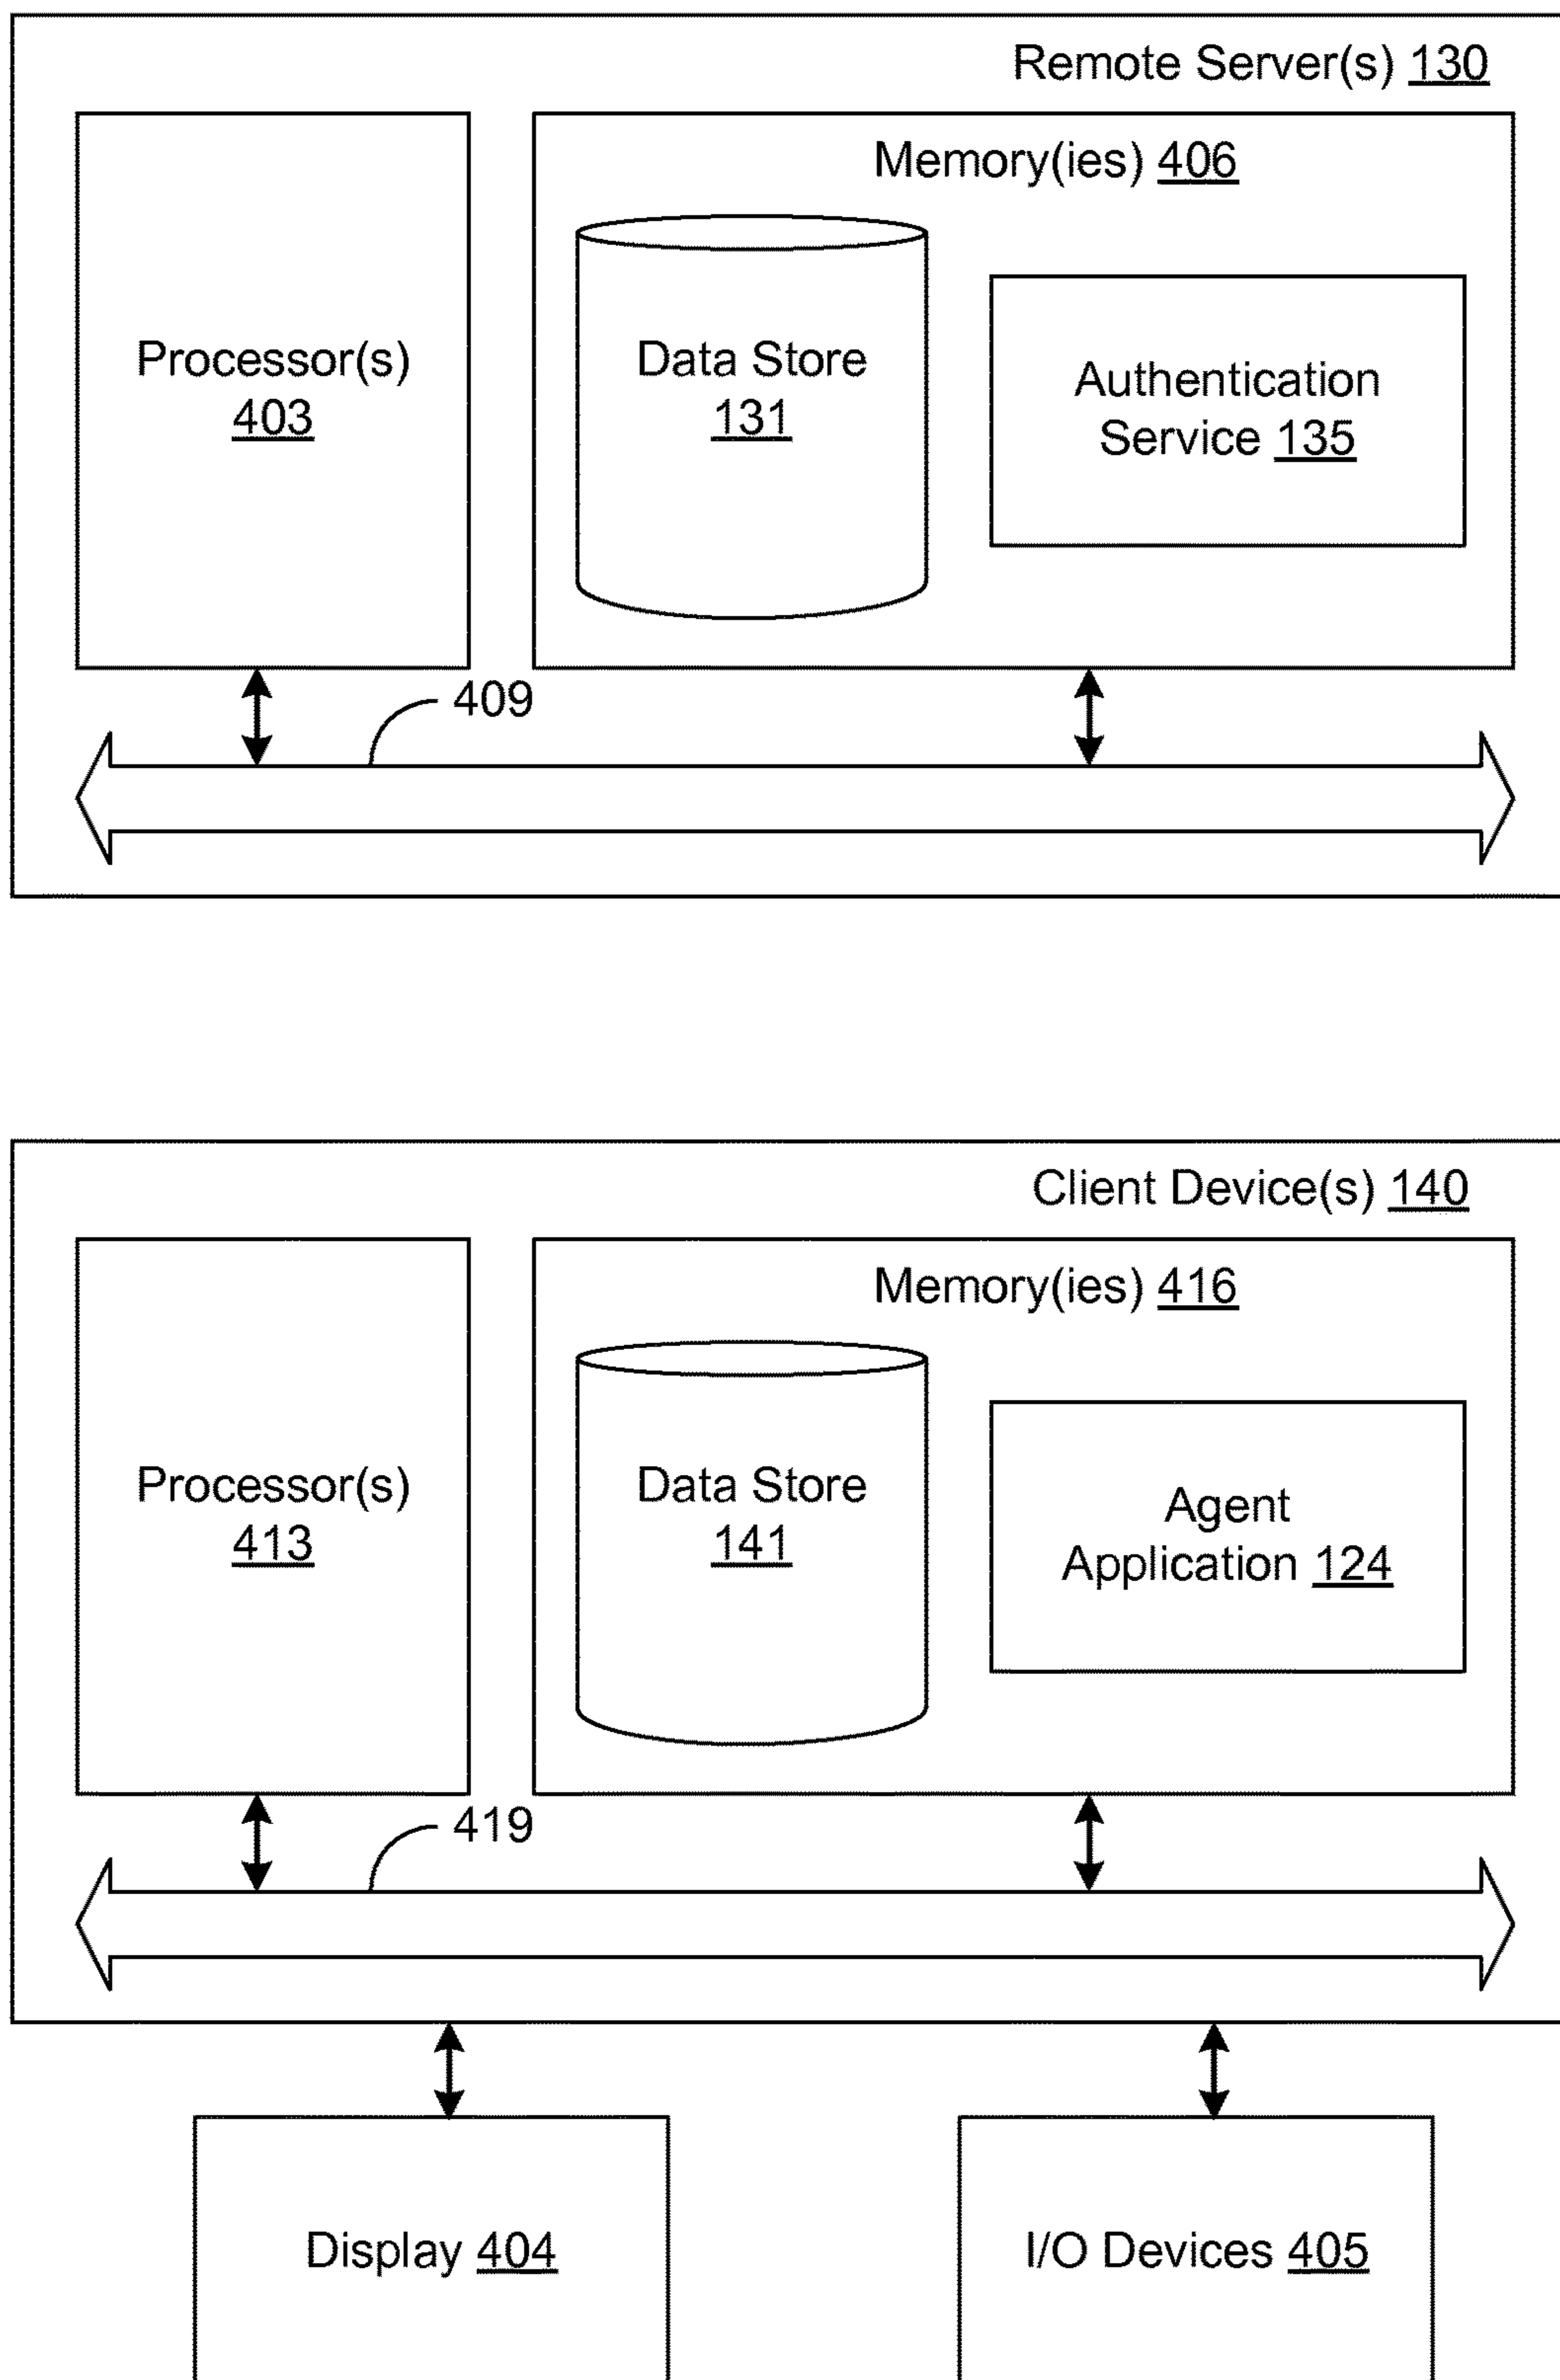 Remote Server(s) 130
Memory(ies) 406
Processor(s)
403
Data Store
131
Authentication
Service 135
409
Client Device(s) 140
Memory(ies) 416
Processor(s)
413
Data Store
141
Agent
Application 124
419
Display 404
I/O Devices 405